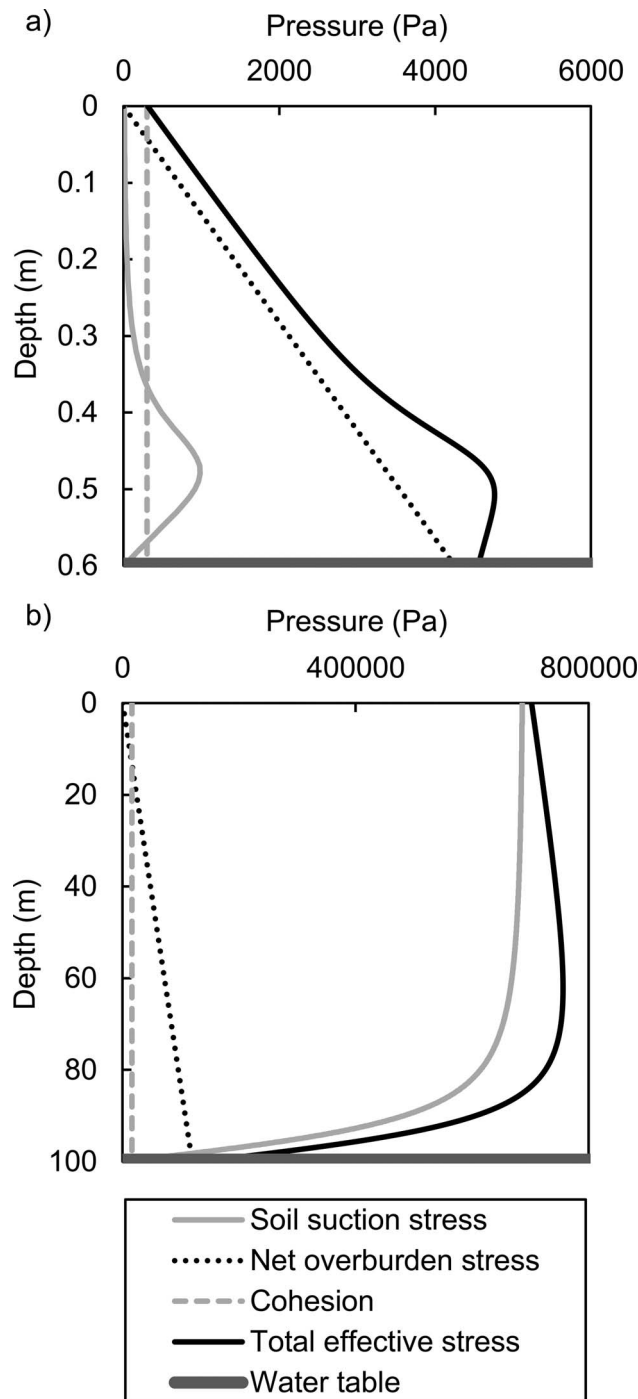 a)
Pressure (Pa)
0 2000 4000 6000
0
0.1
0.2
0.3
0.4
0.5
0.6
Depth (m)
b)
Pressure (Pa)
0 400000 800000
0
20
40
60
80
100
Depth (m)
Soil suction stress
Net overburden stress
Cohesion
Total effective stress
Water table